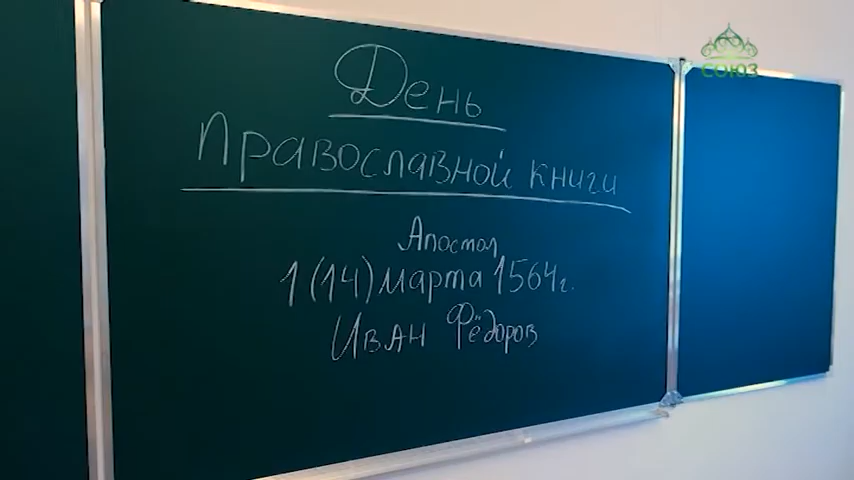 День
православной книги
Апостол
1 (14) марта 1564 г.
Иван Фёдоров
СОЮЗ